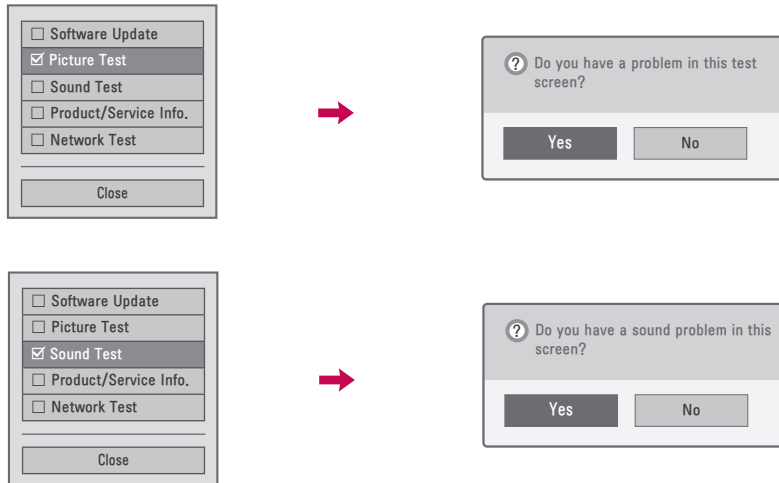 Software Update
Picture Test
Sound Test
Product/Service Info.
Network Test
Close
? Do you have a problem in this test
screen?
Yes
No
Software Update
Picture Test
Sound Test
Product/Service Info.
Network Test
Close
? Do you have a sound problem in this
screen?
Yes
No